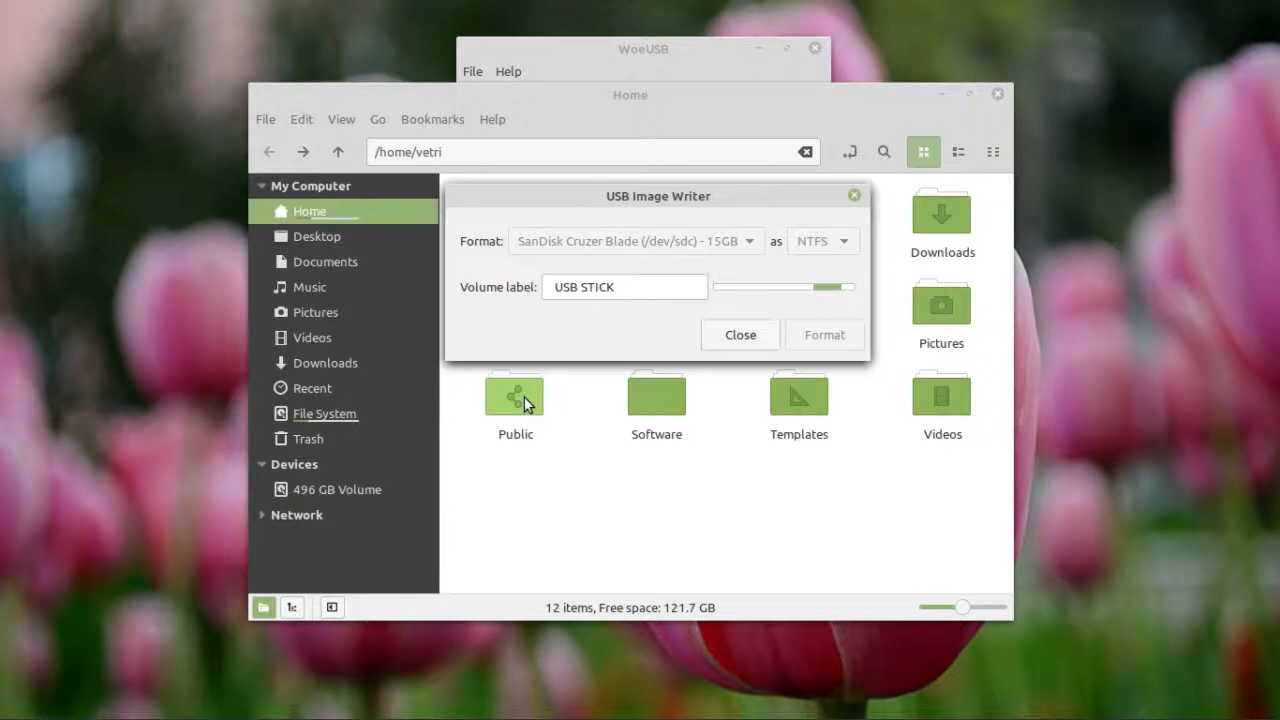 WoeUSB
File Help
Home
File Edit View Go Bookmarks Help
/home/vetri
My Computer
Home
Desktop
Documents
Music
Pictures
Videos
Downloads
Recent
File System
Trash
Devices
496 GB Volume
Network
USB Image Writer
Format: SanDisk Cruzer Blade (/dev/sdc) - 15GB as NTFS
Volume label: USB STICK
Close Format
Downloads
Pictures
Public Software Templates Videos
12 items, Free space: 121.7 GB